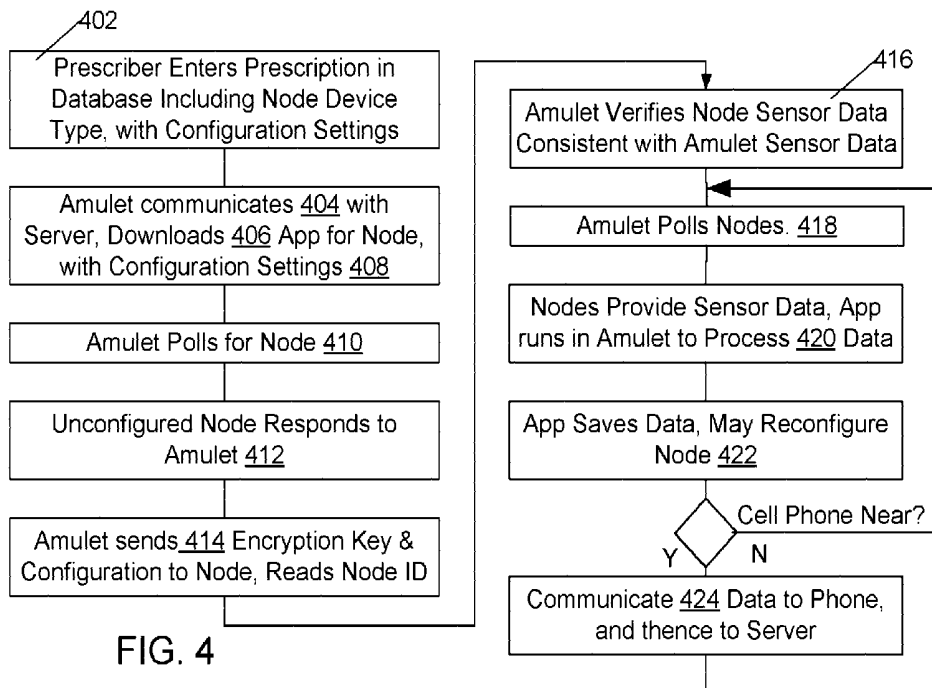 402
Prescriber Enters Prescription in
Database Including Node Device
Type, with Configuration Settings
Amulet communicates 404 with
Server, Downloads 406 App for Node,
with Configuration Settings 408
Amulet Polls for Node 410
Unconfigured Node Responds to
Amulet 412
Amulet sends 414 Encryption Key &
Configuration to Node, Reads Node ID
FIG. 4
416
Amulet Verifies Node Sensor Data
Consistent with Amulet Sensor Data
Amulet Polls Nodes. 418
Nodes Provide Sensor Data, App
runs in Amulet to Process 420 Data
App Saves Data, May Reconfigure
Node 422
Cell Phone Near?
Y N
Communicate 424 Data to Phone,
and thence to Server